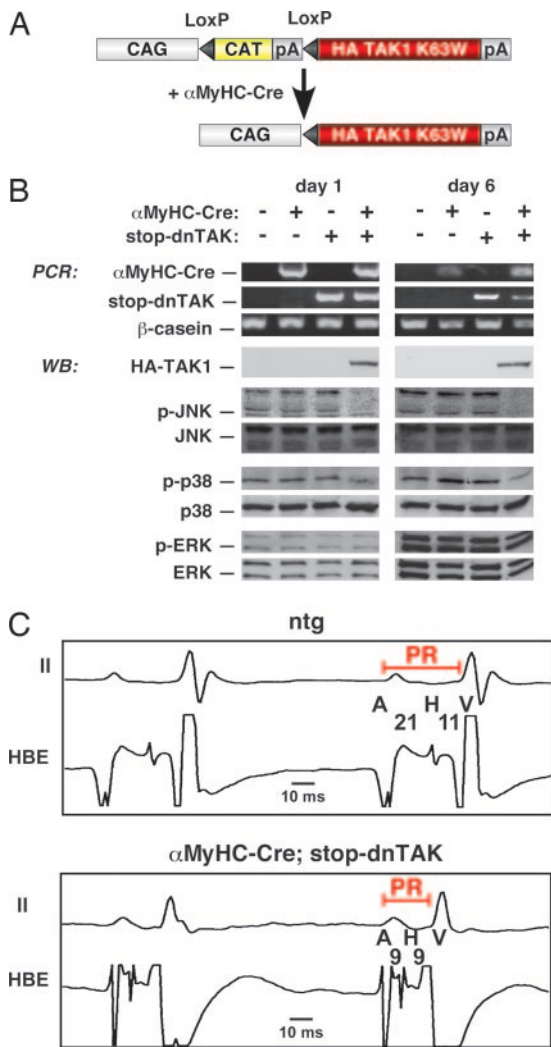 A
LoxP LoxP
CAG CAT pA HA TAK1 K63W pA
+ αMyHC-Cre
CAG HA TAK1 K63W pA
B
day 1 day 6
αMyHC-Cre: - + - + - + - +
stop-dnTAK: - - + + - - + +
PCR: αMyHC-Cre –
stop-dnTAK –
β-casein –
WB: HA-TAK1 –
p-JNK –
JNK –
p-p38 –
p38 –
p-ERK –
ERK –
C
ntg
II
PR
A H V
21 11
HBE
10 ms
αMyHC-Cre; stop-dnTAK
II
PR
A H V
9 9
HBE
10 ms